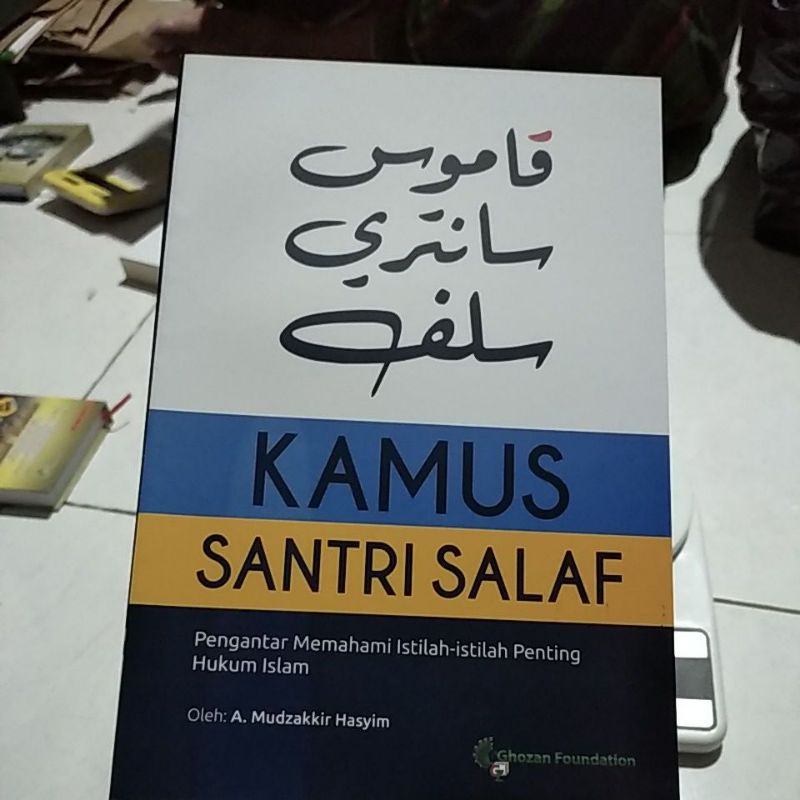 قاموس
سانتري
سلف
KAMUS
SANTRI SALAF
Pengantar Memahami Istilah-istilah Penting
Hukum Islam
Oleh: A. Mudzakkir Hasyim
Ghozan Foundation